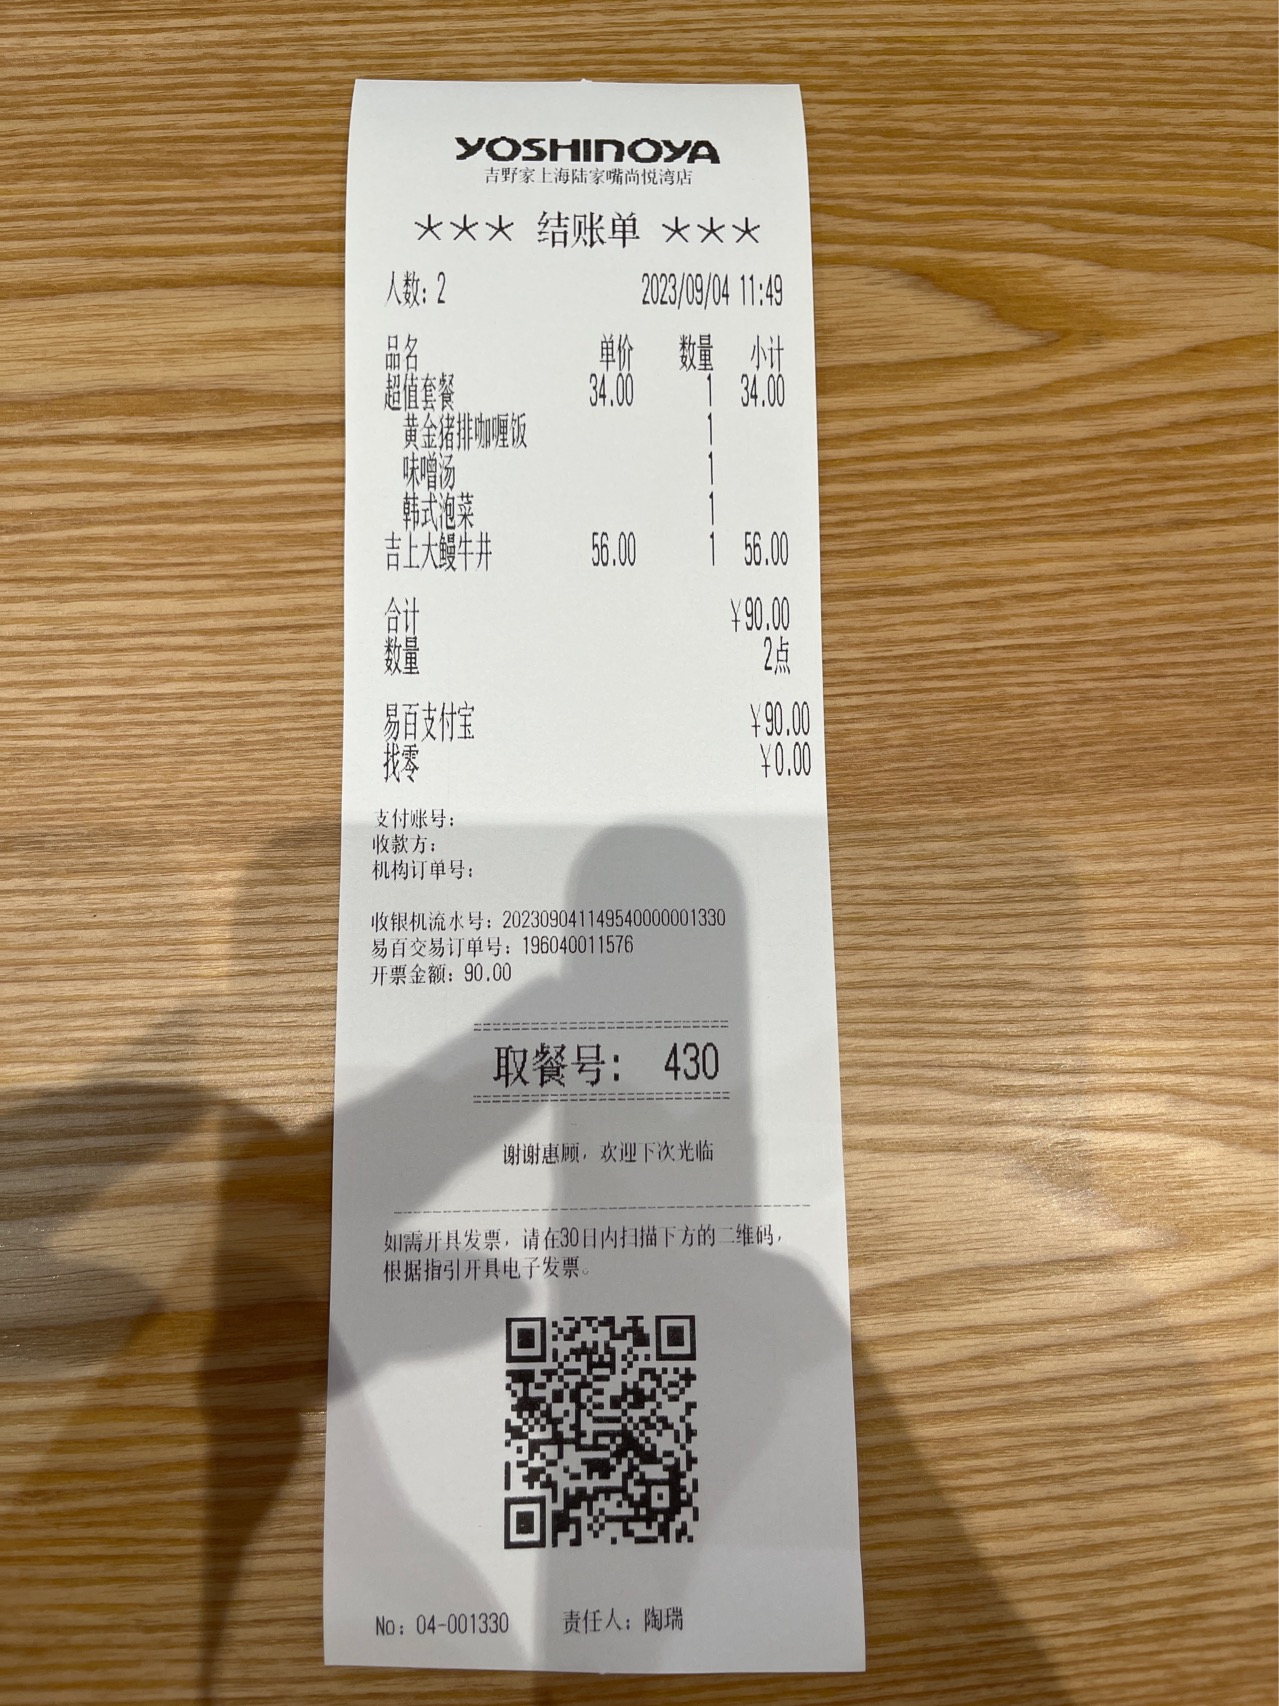 YOSHINOYA
吉野家上海陆家嘴尚悦湾店
*** 结账单 ***
人数: 2 2023/09/04 11:49
品名 单价 数量 小计
超值套餐 34.00 1 34.00
黄金猪排咖喱饭 1
味噌汤 1
韩式泡菜 1
吉上大鳗牛井 56.00 1 56.00
合计 ¥90.00
数量 2点
易百支付宝 ¥90.00
找零 ¥0.00
支付账号:
收款方:
机构订单号:
收银机流水号: 202309041149540000001330
易百交易订单号: 196040011576
开票金额: 90.00
取餐号: 430
谢谢惠顾, 欢迎下次光临
如需开具发票, 请在30日内扫描下方的二维码,
根据指引开具电子发票。
No: 04-001330 责任人: 陶瑞